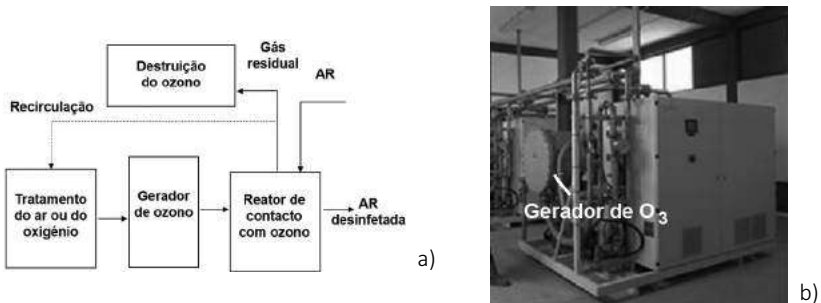 Gás
residual
AR
Destruição
do ozono
Recirculação
Tratamento
do ar ou do
oxigénio
Gerador
de ozono
Reator de
contacto
com ozono
AR
desinfetada
a)
Gerador de O3
b)